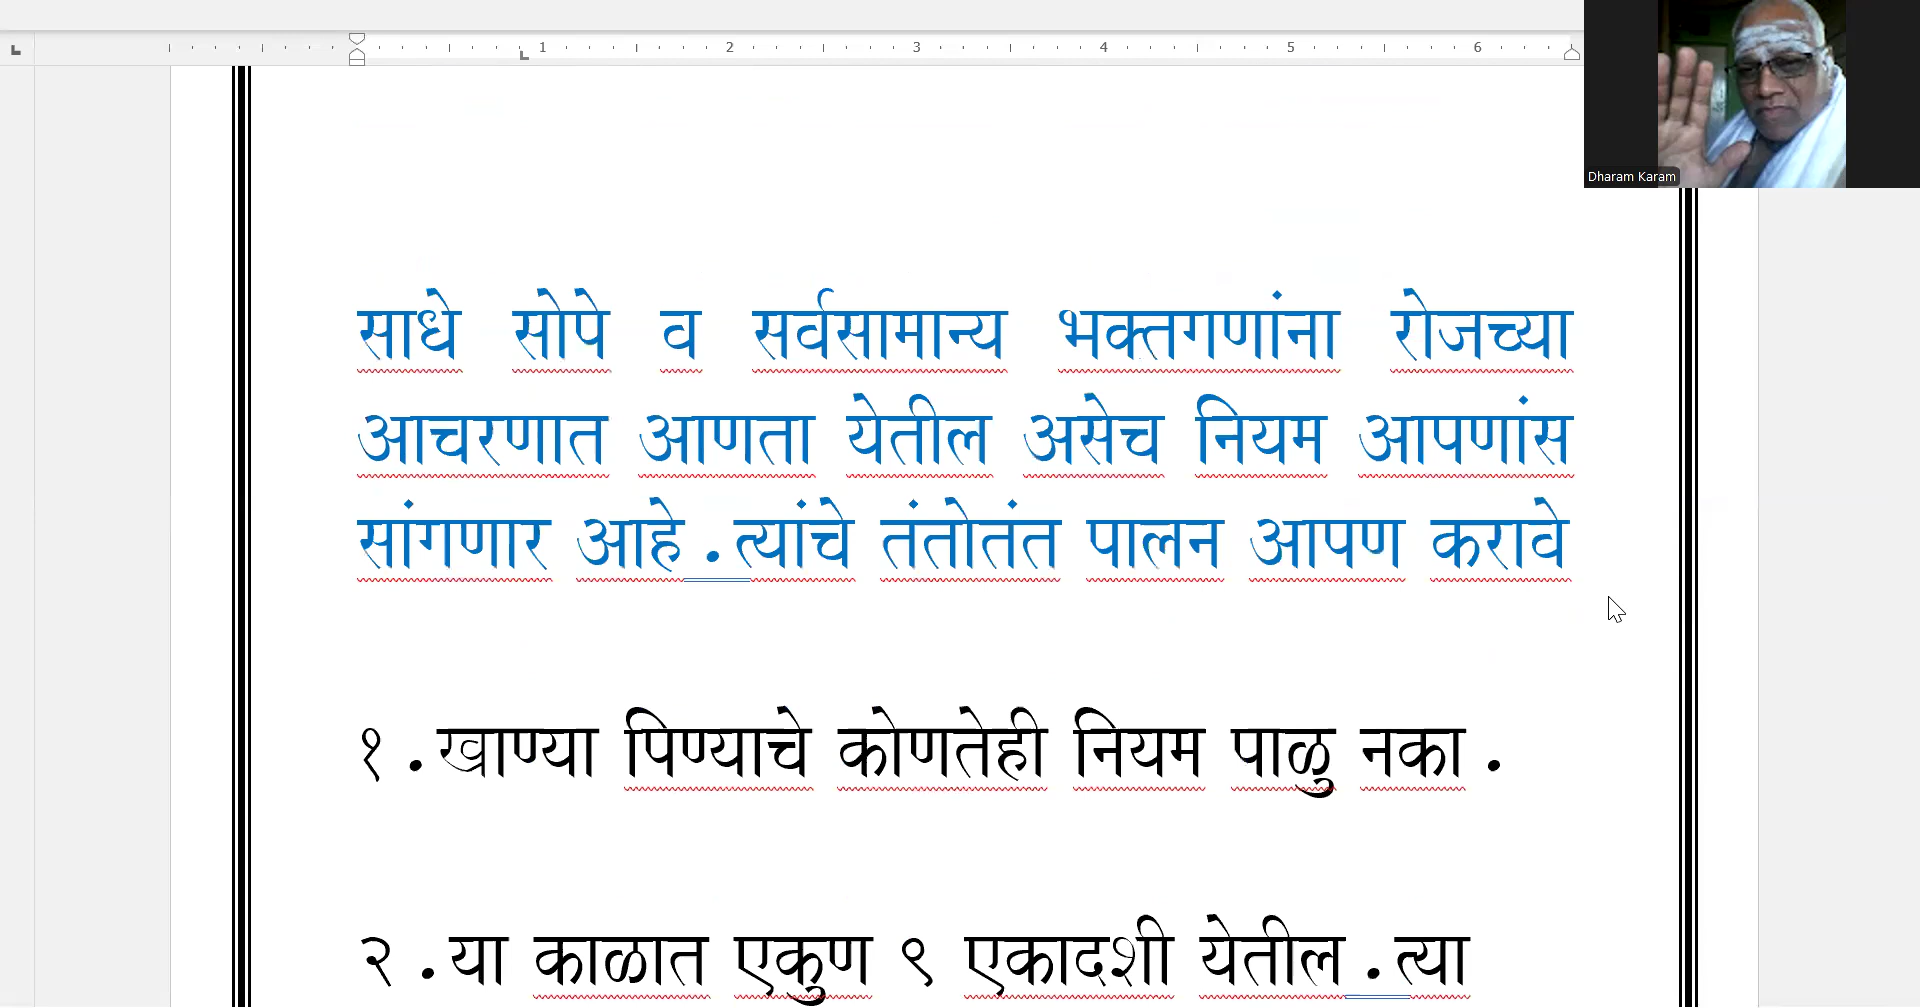 1 2 3 4 5 6
Dharam Karam
साधे सोपे व सर्वसामान्य भक्तगणांना रोजच्या
आचरणात आणता येतील असेच नियम आपणांस
सांगणार आहे .त्यांचे तंतोतंत पालन आपण करावे
१ .खाण्या पिण्याचे कोणतेही नियम पाळु नका .
२ .या काळात एकुण ९ एकादशी येतील .त्या